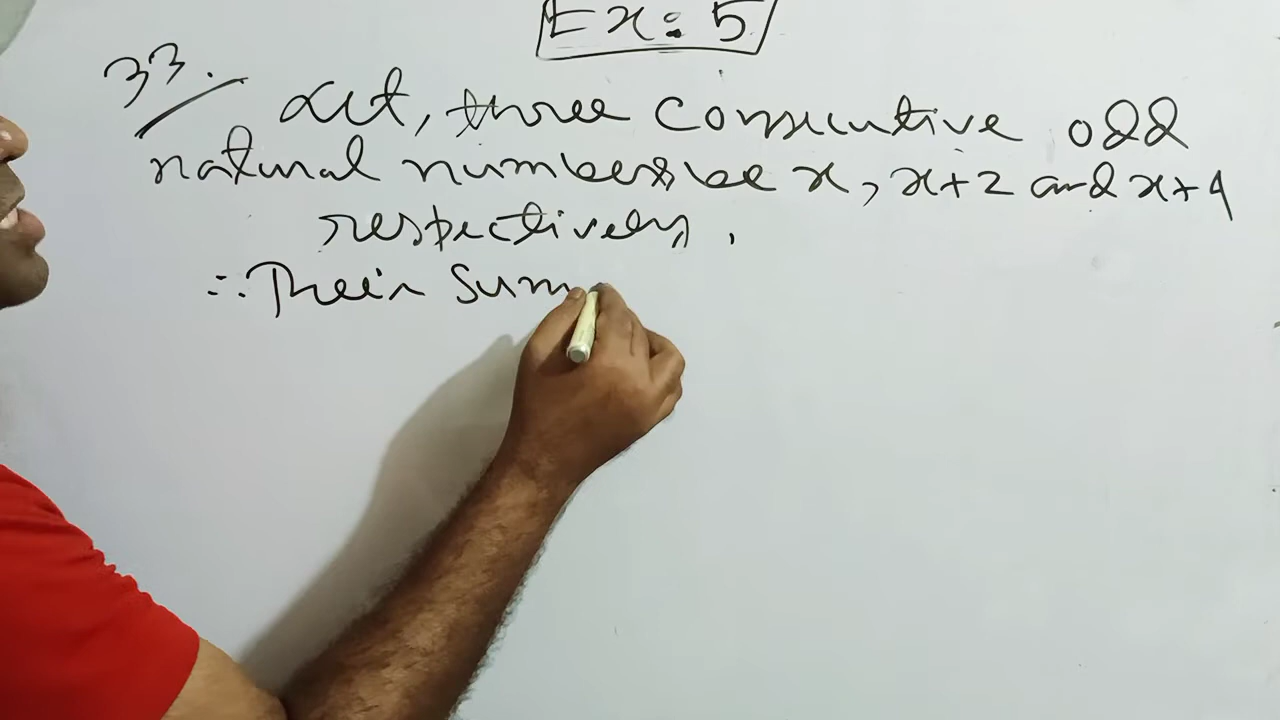 Ex: 5
33. Let, three consecutive odd
natural numbers be x, x+2 and x+4
respectively.
∴ Their sum